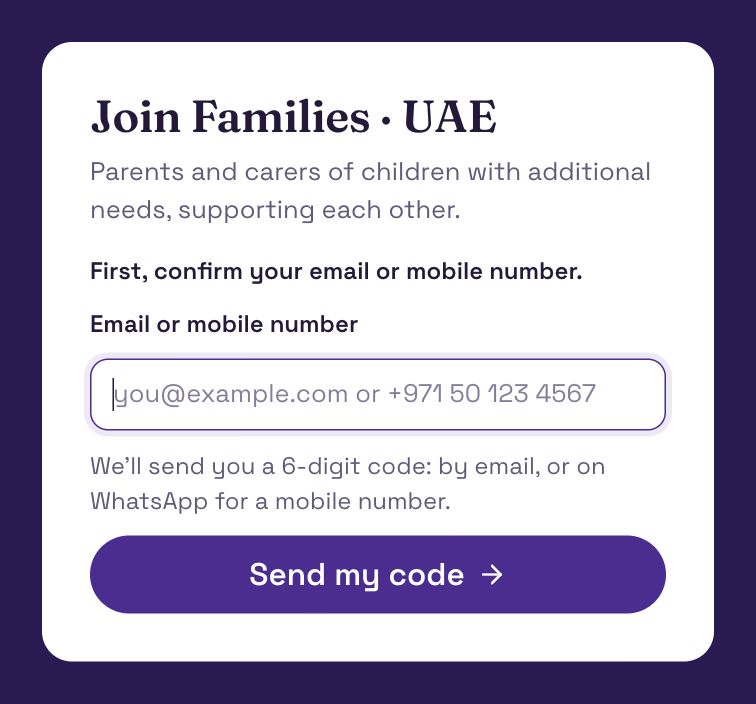 Join Families · UAE
Parents and carers of children with additional
needs, supporting each other.
First, confirm your email or mobile number.
Email or mobile number
you@example.com or +971 50 123 4567
We’ll send you a 6-digit code: by email, or on
WhatsApp for a mobile number.
Send my code →